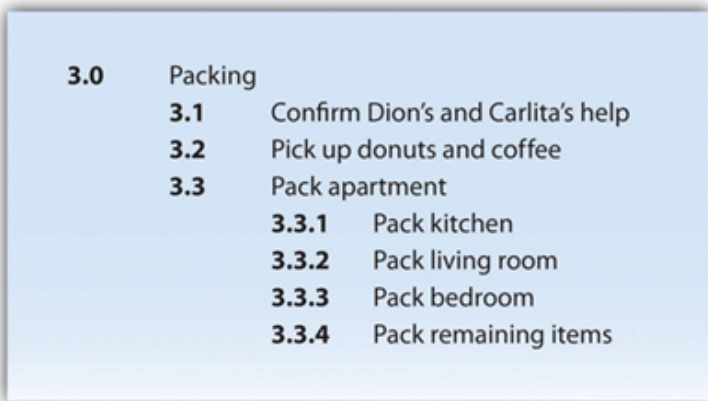 3.0 Packing
3.1 Confirm Dion's and Carlita's help
3.2 Pick up donuts and coffee
3.3 Pack apartment
3.3.1 Pack kitchen
3.3.2 Pack living room
3.3.3 Pack bedroom
3.3.4 Pack remaining items